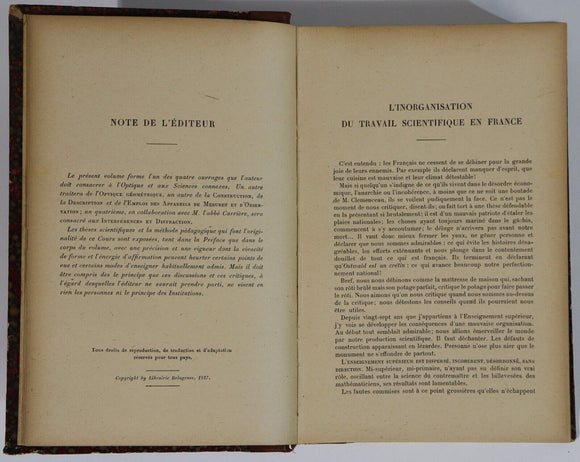 NOTE DE L'ÉDITEUR
Le présent volume forme l'un des quatre ouvrages que l'auteur
doit consacrer à l'Optique et aux Sciences connexes. Un autre
traitera de l'OPTIQUE GÉOMÉTRIQUE, un autre de la CONSTRUCTION, de
la DESCRIPTION et de l'EMPLOI DES APPAREILS DE MESURE ET D'OBSER-
VATION; un quatrième, en collaboration avec M. l'abbé Carrière, sera
consacré aux INTERFÉRENCES ET DIFFRACTION.
Les thèses scientifiques et la méthode pédagogique qui font l'origi-
nalité de ce Cours sont exposées, tant dans la Préface que dans le
corps du volume, avec une précision et une vigueur dont la vivacité
de forme et l'énergie d'affirmation peuvent heurter certains points de
vue et certains modes d'enseigner habituellement admis. Mais il doit
être compris dès le principe que ces discussions et ces critiques, à
l'égard desquelles l'éditeur ne saurait prendre parti, ne visent en
rien les personnes ni le principe des Institutions.
Tous droits de reproduction, de traduction et d'adaptation
réservés pour tous pays.
Copyright by Librairie Delagrave, 1917.
L'INORGANISATION
DU TRAVAIL SCIENTIFIQUE EN FRANCE
C'est entendu : les Français ne cessent de se débiner pour la grande
joie de leurs ennemis. Par exemple ils déclarent manquer d'esprit, que
leur cuisine est mauvaise et leur climat détestable!
Mais si quelqu'un s'indigne de ce qu'ils vivent dans le désordre écono-
mique, l'anarchie ou l'incohérence, à moins que ce ne soit une boutade
de M. Clemenceau, ils se voilent pudiquement la face. Ce n'est pas le
moment de nous critiquer, disent-ils; on fait tort à une thèse défendable
en la présentant si brutalement; il est d'un mauvais patriote d'étaler les
plaies nationales. Les choses ayant toujours mariné dans le gâchis,
commencent à s'y accoutumer; le déluge n'arrivera pas avant notre
mort... Il vaut donc mieux fermer les yeux, ne gêner personne et
déclarer que nous sommes admirables : ce qui évite les histoires désa-
gréables, les efforts exténuants et nous plonge dans le contentement
douillet de tout ce qui est français. Ils terminent en déclarant
qu'Ostwald est un crétin : ce qui avance beaucoup notre perfection-
nement national!
Bref, nous nous dénions comme la maîtresse de maison qui, sachant
son rôti brûlé mais son potage parfait, critique le potage pour faire passer
le rôti. Nous aimons qu'on nous critique quand nous sommes au-dessus
de la critique; nous détestons les conseils quand ils pourraient nous
être utiles.
Depuis vingt-sept ans que j'appartiens à l'Enseignement supérieur,
j'y vois se développer les conséquences d'une mauvaise organisation.
Au début tout semblait admirable; nous allions émerveiller le monde
par notre production scientifique. Il faut déchanter. Les défauts de
construction apparaissent désastreux. Personne n'ose plus nier que le
monument ne s'effondre de partout.
L'ENSEIGNEMENT SUPÉRIEUR EST DISPERSÉ, INCOHÉRENT, DÉSORBONNÉ, SANS
DIRECTION. Mi-supérieur, mi-primaire, n'ayant pas su définir son vrai
rôle, oscillant entre la science du contremaître et les billevesées des
mathématiciens, ses résultats sont lamentables.
Les fautes commises sont à ce point grossières qu'elles n'échappent